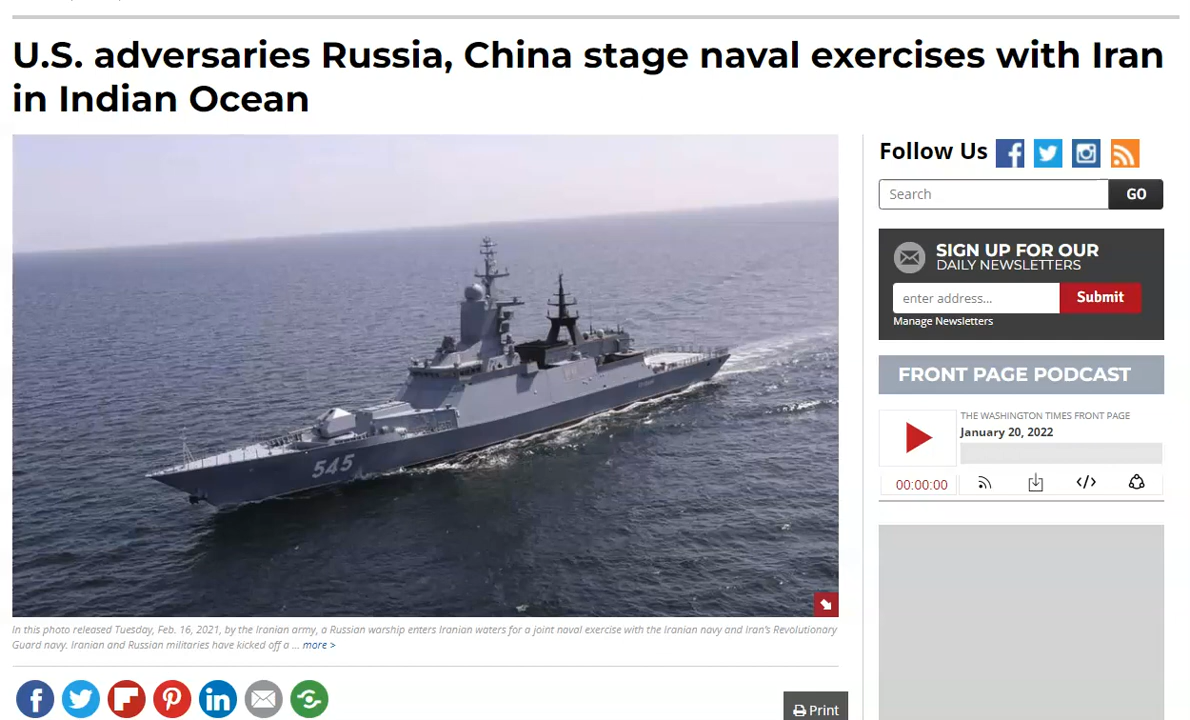 U.S. adversaries Russia, China stage naval exercises with Iran
in Indian Ocean
545
In this photo released Tuesday, Feb. 16, 2021, by the Iranian army, a Russian warship enters Iranian waters for a joint naval exercise with the Iranian navy and Iran's Revolutionary
Guard navy. Iranian and Russian militaries have kicked off a ... more >
Print
Follow Us
Search
GO
SIGN UP FOR OUR
DAILY NEWSLETTERS
enter address...
Submit
Manage Newsletters
FRONT PAGE PODCAST
THE WASHINGTON TIMES FRONT PAGE
January 20, 2022
00:00:00